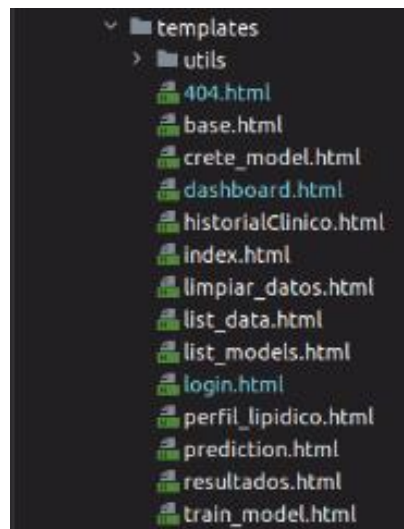 templates
utils
404.html
base.html
crete_model.html
dashboard.html
historialClinico.html
index.html
limpiar_datos.html
list_data.html
list_models.html
login.html
perfil_lipidico.html
prediction.html
resultados.html
train_model.html